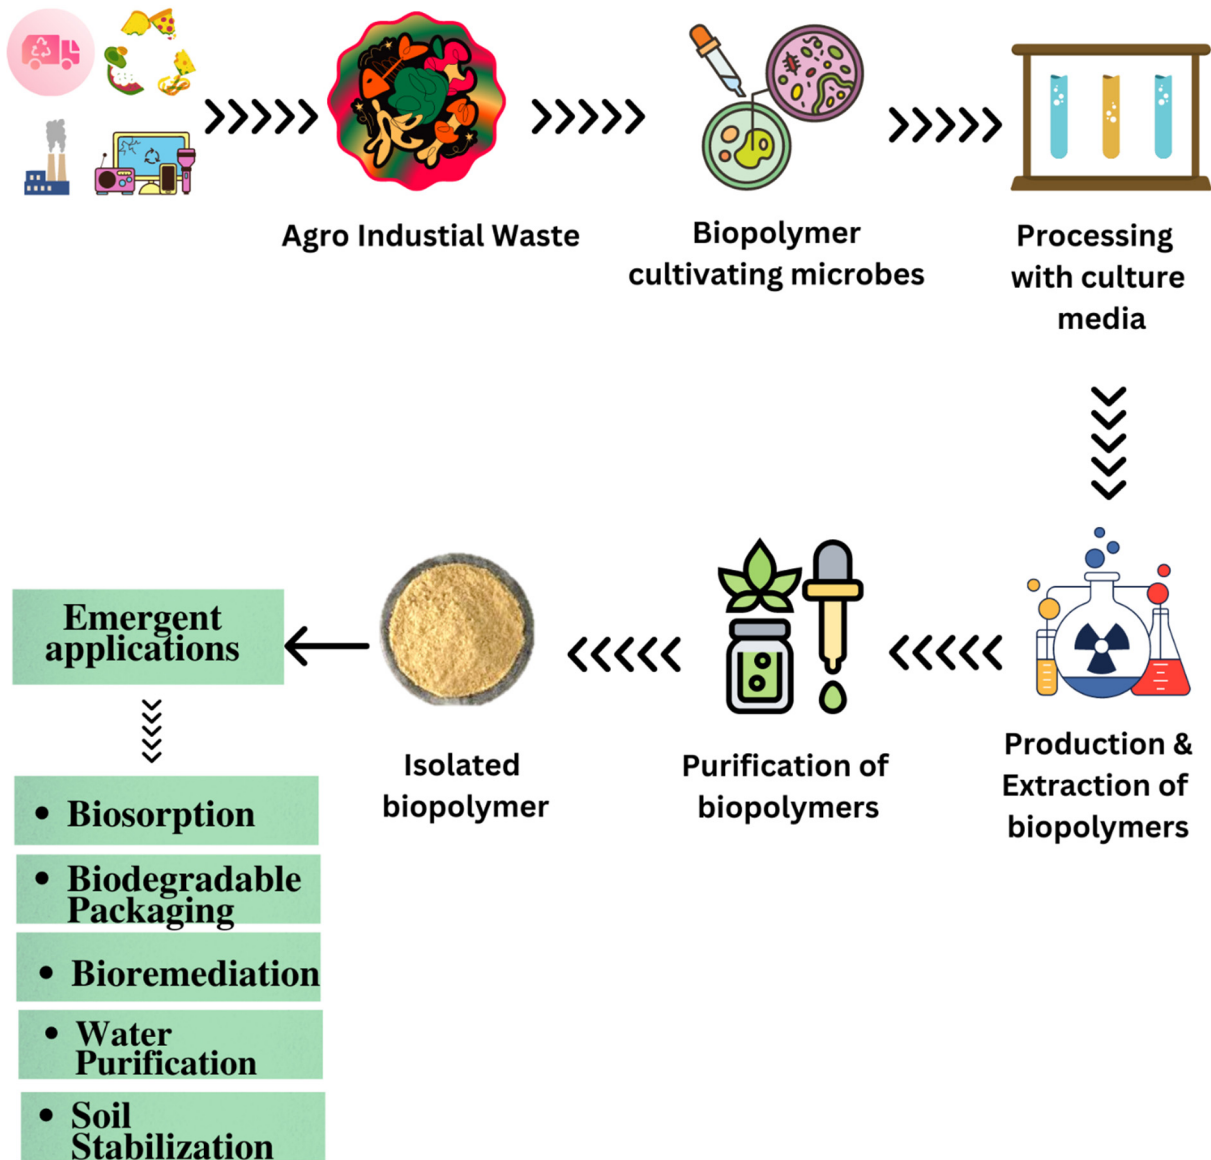 Agro Industial Waste
Biopolymer
cultivating microbes
Processing
with culture
media
Production &
Extraction of
biopolymers
Purification of
biopolymers
Isolated
biopolymer
Emergent
applications
• Biosorption
• Biodegradable
Packaging
• Bioremediation
• Water
Purification
• Soil
Stabilization